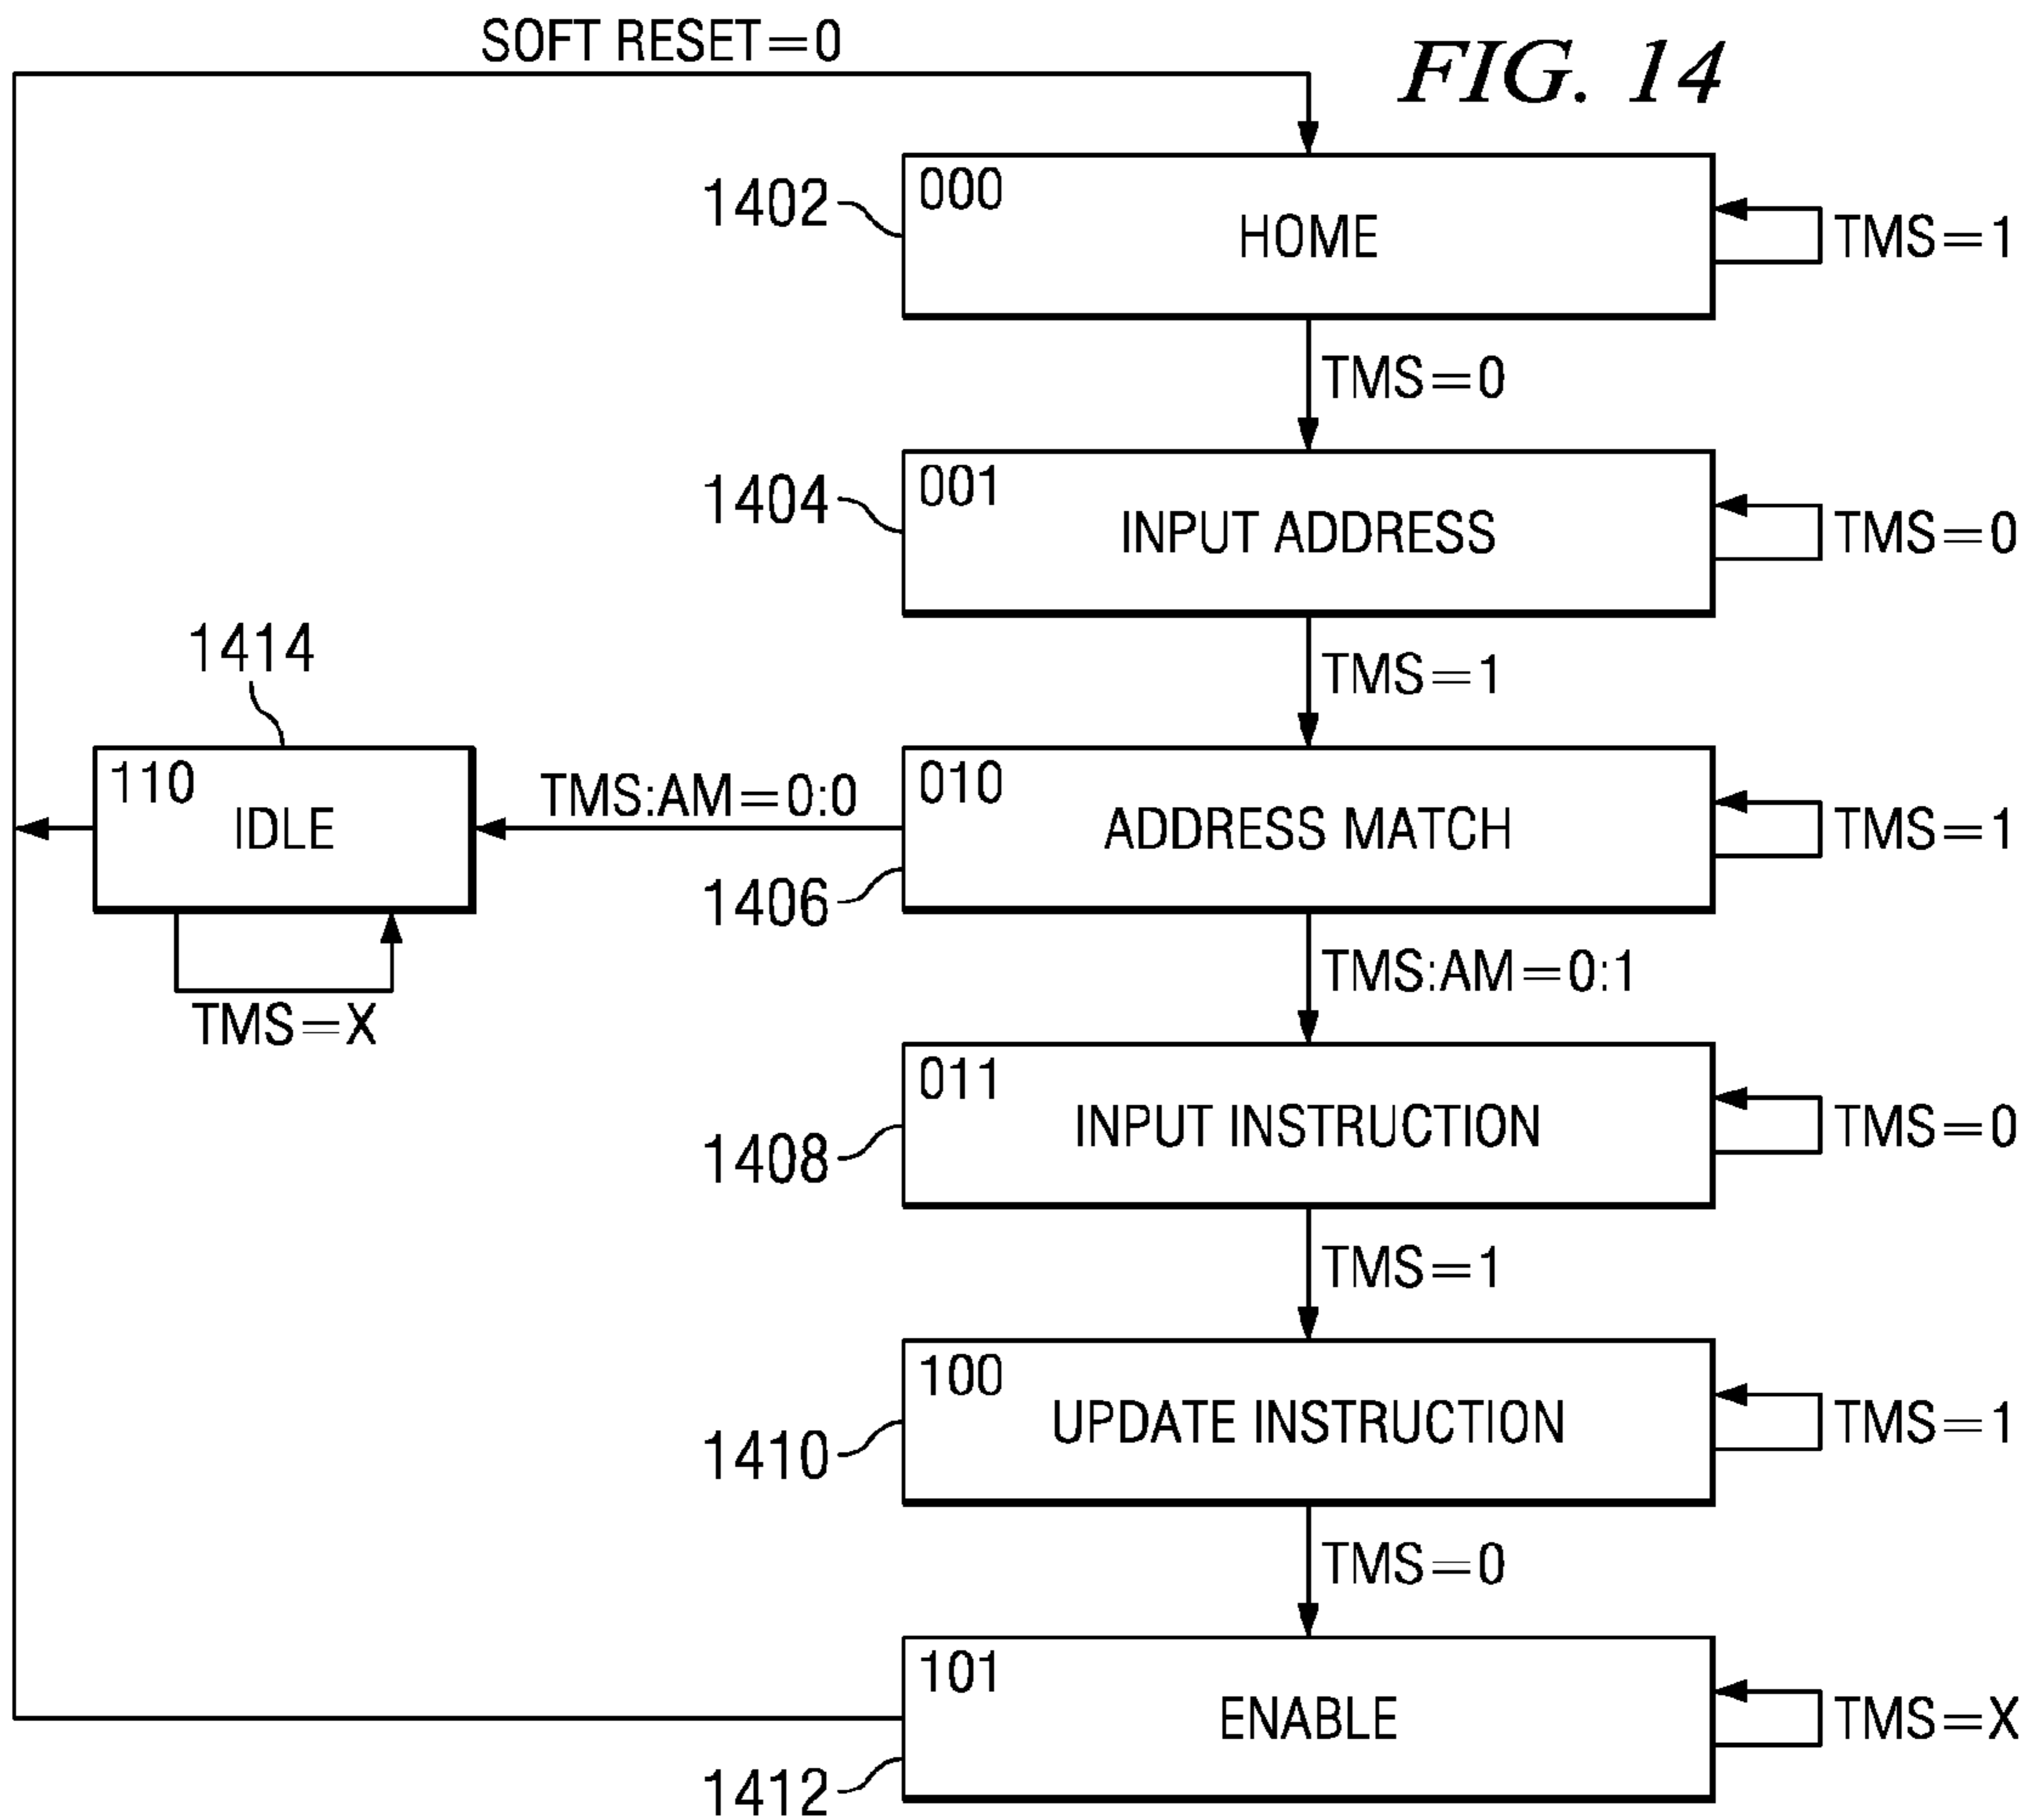 SOFT RESET=0
FIG. 14
000
1402
HOME
TMS=1
TMS=0
001
1404
INPUT ADDRESS
TMS=0
TMS=1
1414
110
IDLE
TMS=X
TMS:AM=0:0
010
ADDRESS MATCH
TMS=1
1406
TMS:AM=0:1
011
INPUT INSTRUCTION
TMS=0
1408
TMS=1
100
UPDATE INSTRUCTION
TMS=1
1410
TMS=0
101
ENABLE
TMS=X
1412